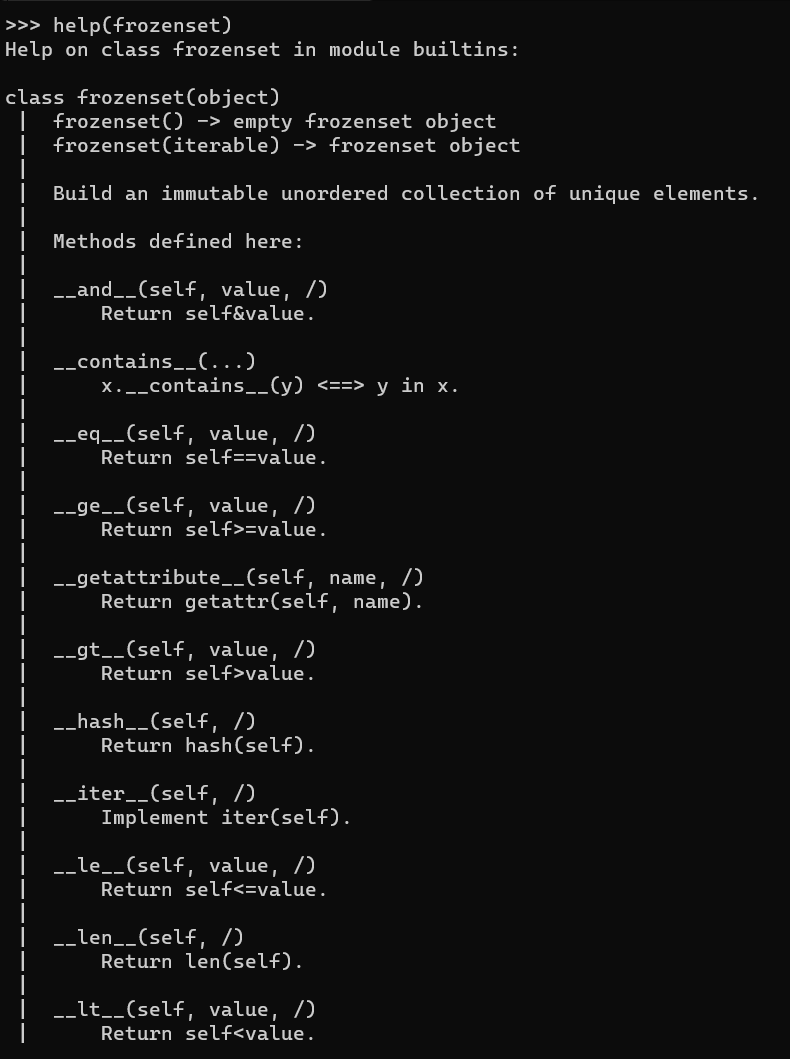 >>> help(frozenset)
Help on class frozenset in module builtins:

class frozenset(object)
 |  frozenset() -> empty frozenset object
 |  frozenset(iterable) -> frozenset object
 |
 |  Build an immutable unordered collection of unique elements.
 |
 |  Methods defined here:
 |
 |  __and__(self, value, /)
 |      Return self&value.
 |
 |  __contains__(...)
 |      x.__contains__(y) <==> y in x.
 |
 |  __eq__(self, value, /)
 |      Return self==value.
 |
 |  __ge__(self, value, /)
 |      Return self>=value.
 |
 |  __getattribute__(self, name, /)
 |      Return getattr(self, name).
 |
 |  __gt__(self, value, /)
 |      Return self>value.
 |
 |  __hash__(self, /)
 |      Return hash(self).
 |
 |  __iter__(self, /)
 |      Implement iter(self).
 |
 |  __le__(self, value, /)
 |      Return self<=value.
 |
 |  __len__(self, /)
 |      Return len(self).
 |
 |  __lt__(self, value, /)
 |      Return self<value.